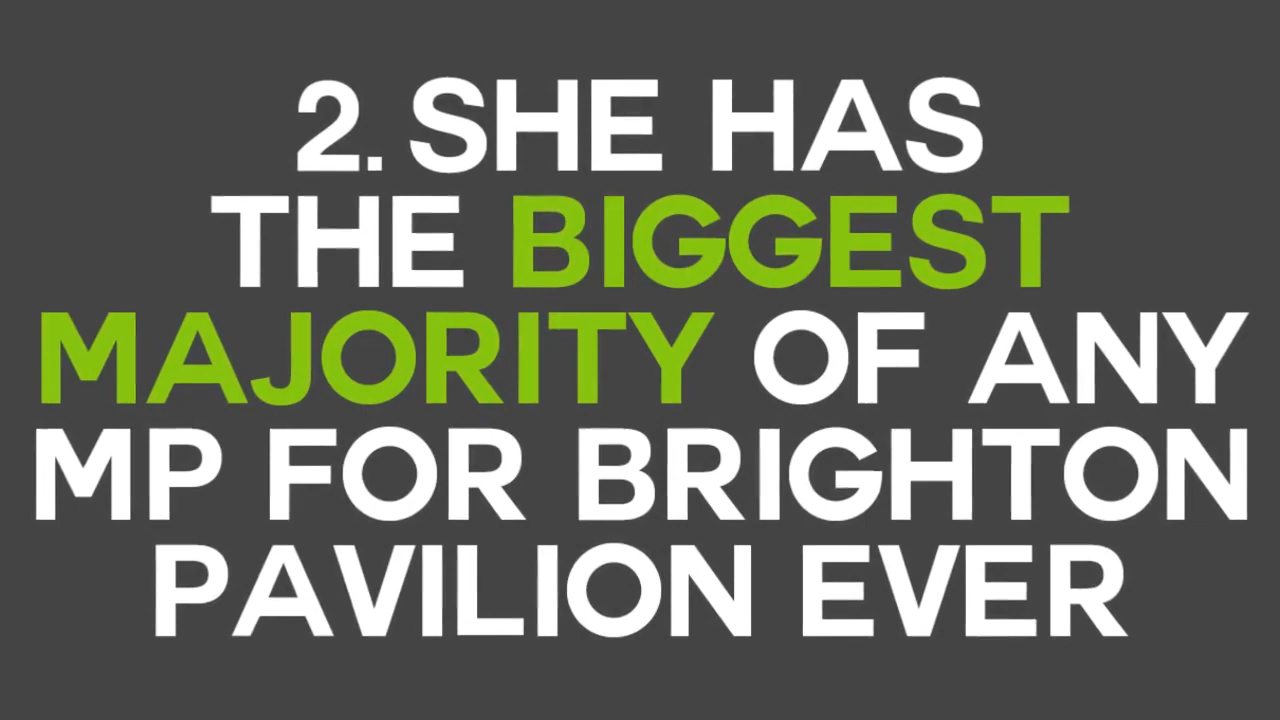 2. SHE HAS
THE BIGGEST
MAJORITY OF ANY
MP FOR BRIGHTON
PAVILION EVER